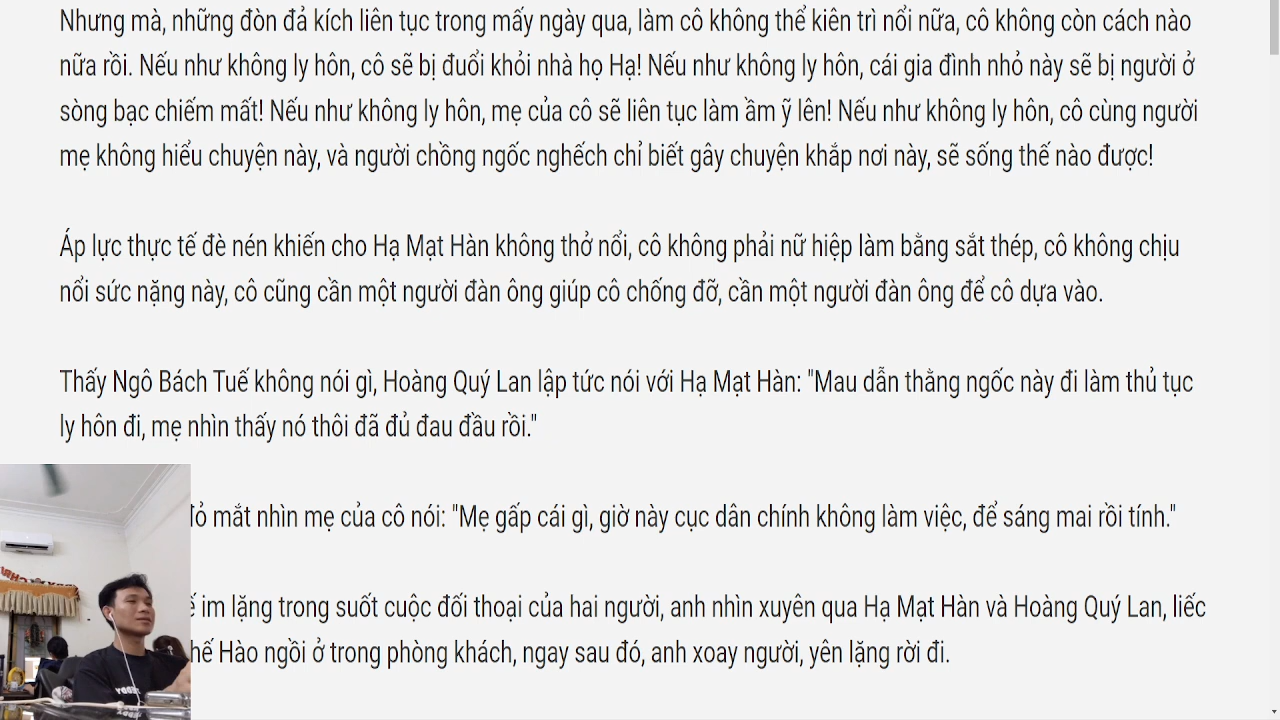 Nhưng mà, những đòn đả kích liên tục trong mấy ngày qua, làm cô không thể kiên trì nổi nữa, cô không còn cách nào
nữa rồi. Nếu như không ly hôn, cô sẽ bị đuổi khỏi nhà họ Hạ! Nếu như không ly hôn, cái gia đình nhỏ này sẽ bị người ở
sòng bạc chiếm mất! Nếu như không ly hôn, mẹ của cô sẽ liên tục làm ầm ỹ lên! Nếu như không ly hôn, cô cùng người
mẹ không hiểu chuyện này, và người chồng ngốc nghếch chỉ biết gây chuyện khắp nơi này, sẽ sống thế nào được!
Áp lực thực tế đè nén khiến cho Hạ Mạt Hàn không thở nổi, cô không phải nữ hiệp làm bằng sắt thép, cô không chịu
nổi sức nặng này, cô cũng cần một người đàn ông giúp cô chống đỡ, cần một người đàn ông để cô dựa vào.
Thấy Ngô Bách Tuế không nói gì, Hoàng Quý Lan lập tức nói với Hạ Mạt Hàn: "Mau dẫn thằng ngốc này đi làm thủ tục
ly hôn đi, mẹ nhìn thấy nó thôi đã đủ đau đầu rồi."
mắt nhìn mẹ của cô nói: "Mẹ gấp cái gì, giờ này cục dân chính không làm việc, để sáng mai rồi tính."
im lặng trong suốt cuộc đối thoại của hai người, anh nhìn xuyên qua Hạ Mạt Hàn và Hoàng Quý Lan, liếc
Hào ngồi ở trong phòng khách, ngay sau đó, anh xoay người, yên lặng rời đi.